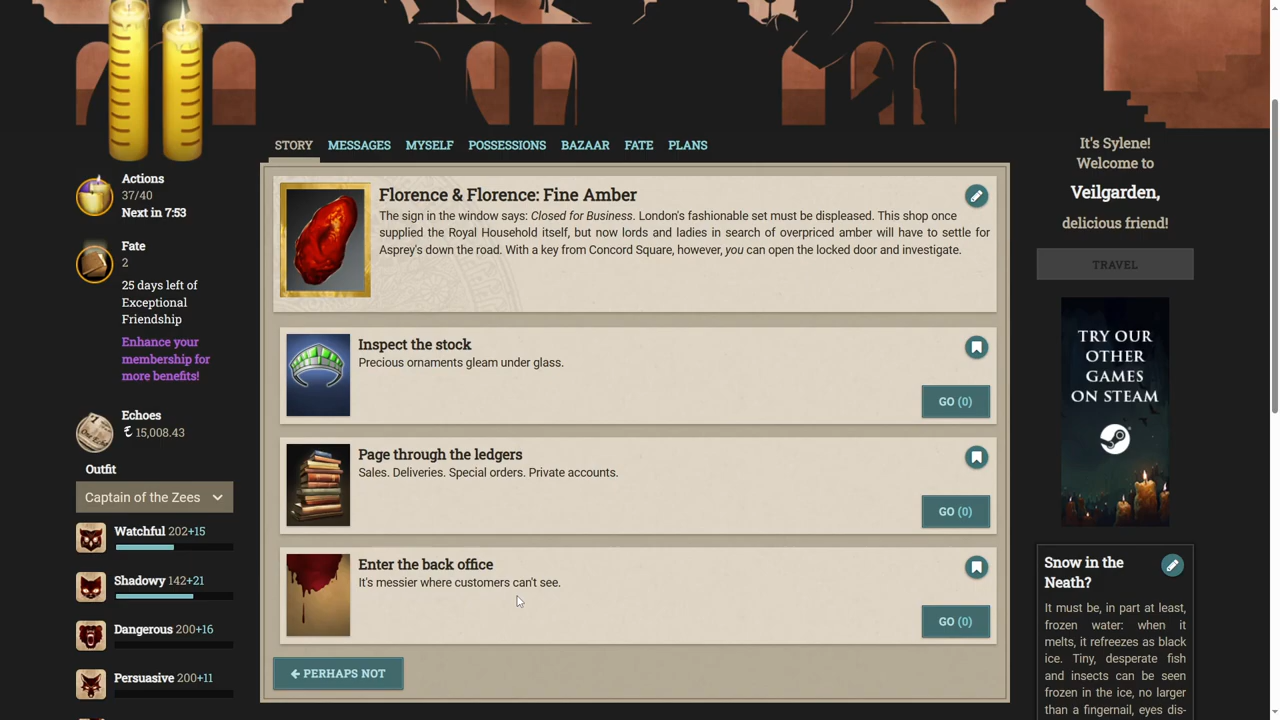 STORY
MESSAGES
MYSELF
POSSESSIONS
BAZAAR
FATE
PLANS
Actions
37/40
Next in 7:53
Fate
2
25 days left of
Exceptional
Friendship
Enhance your
membership for
more benefits!
Echoes
15,008.43
Outfit
Captain of the Zees
Watchful 202+15
Shadowy 142+21
Dangerous 200+16
Persuasive 200+11
Florence & Florence: Fine Amber
The sign in the window says: Closed for Business. London's fashionable set must be displeased. This shop once
supplied the Royal Household itself, but now lords and ladies in search of overpriced amber will have to settle for
Asprey's down the road. With a key from Concord Square, however, you can open the locked door and investigate.
Inspect the stock
Precious ornaments gleam under glass.
GO (0)
Page through the ledgers
Sales. Deliveries. Special orders. Private accounts.
GO (0)
Enter the back office
It's messier where customers can't see.
GO (0)
PERHAPS NOT
It's Sylene!
Welcome to
Veilgarden,
delicious friend!
TRAVEL
TRY OUR
OTHER
GAMES
ON STEAM
Snow in the
Neath?
It must be, in part at least,
frozen water: when it
melts, it refreezes as black
ice. Tiny, desperate fish
and insects can be seen
frozen in the ice, no larger
than a fingernail, eyes dis-